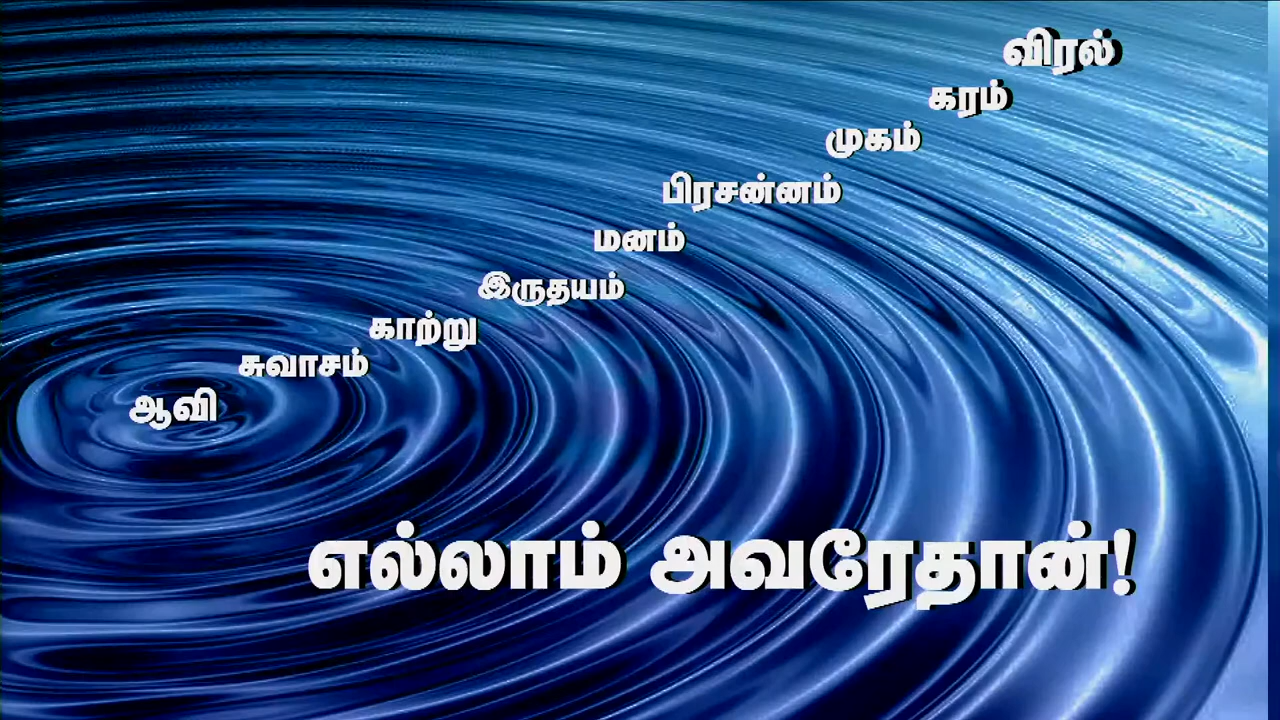 விரல்
கரம்
முகம்
பிரசன்னம்
மனம்
இருதயம்
காற்று
சுவாசம்
ஆவி
எல்லாம் அவரேதான்!